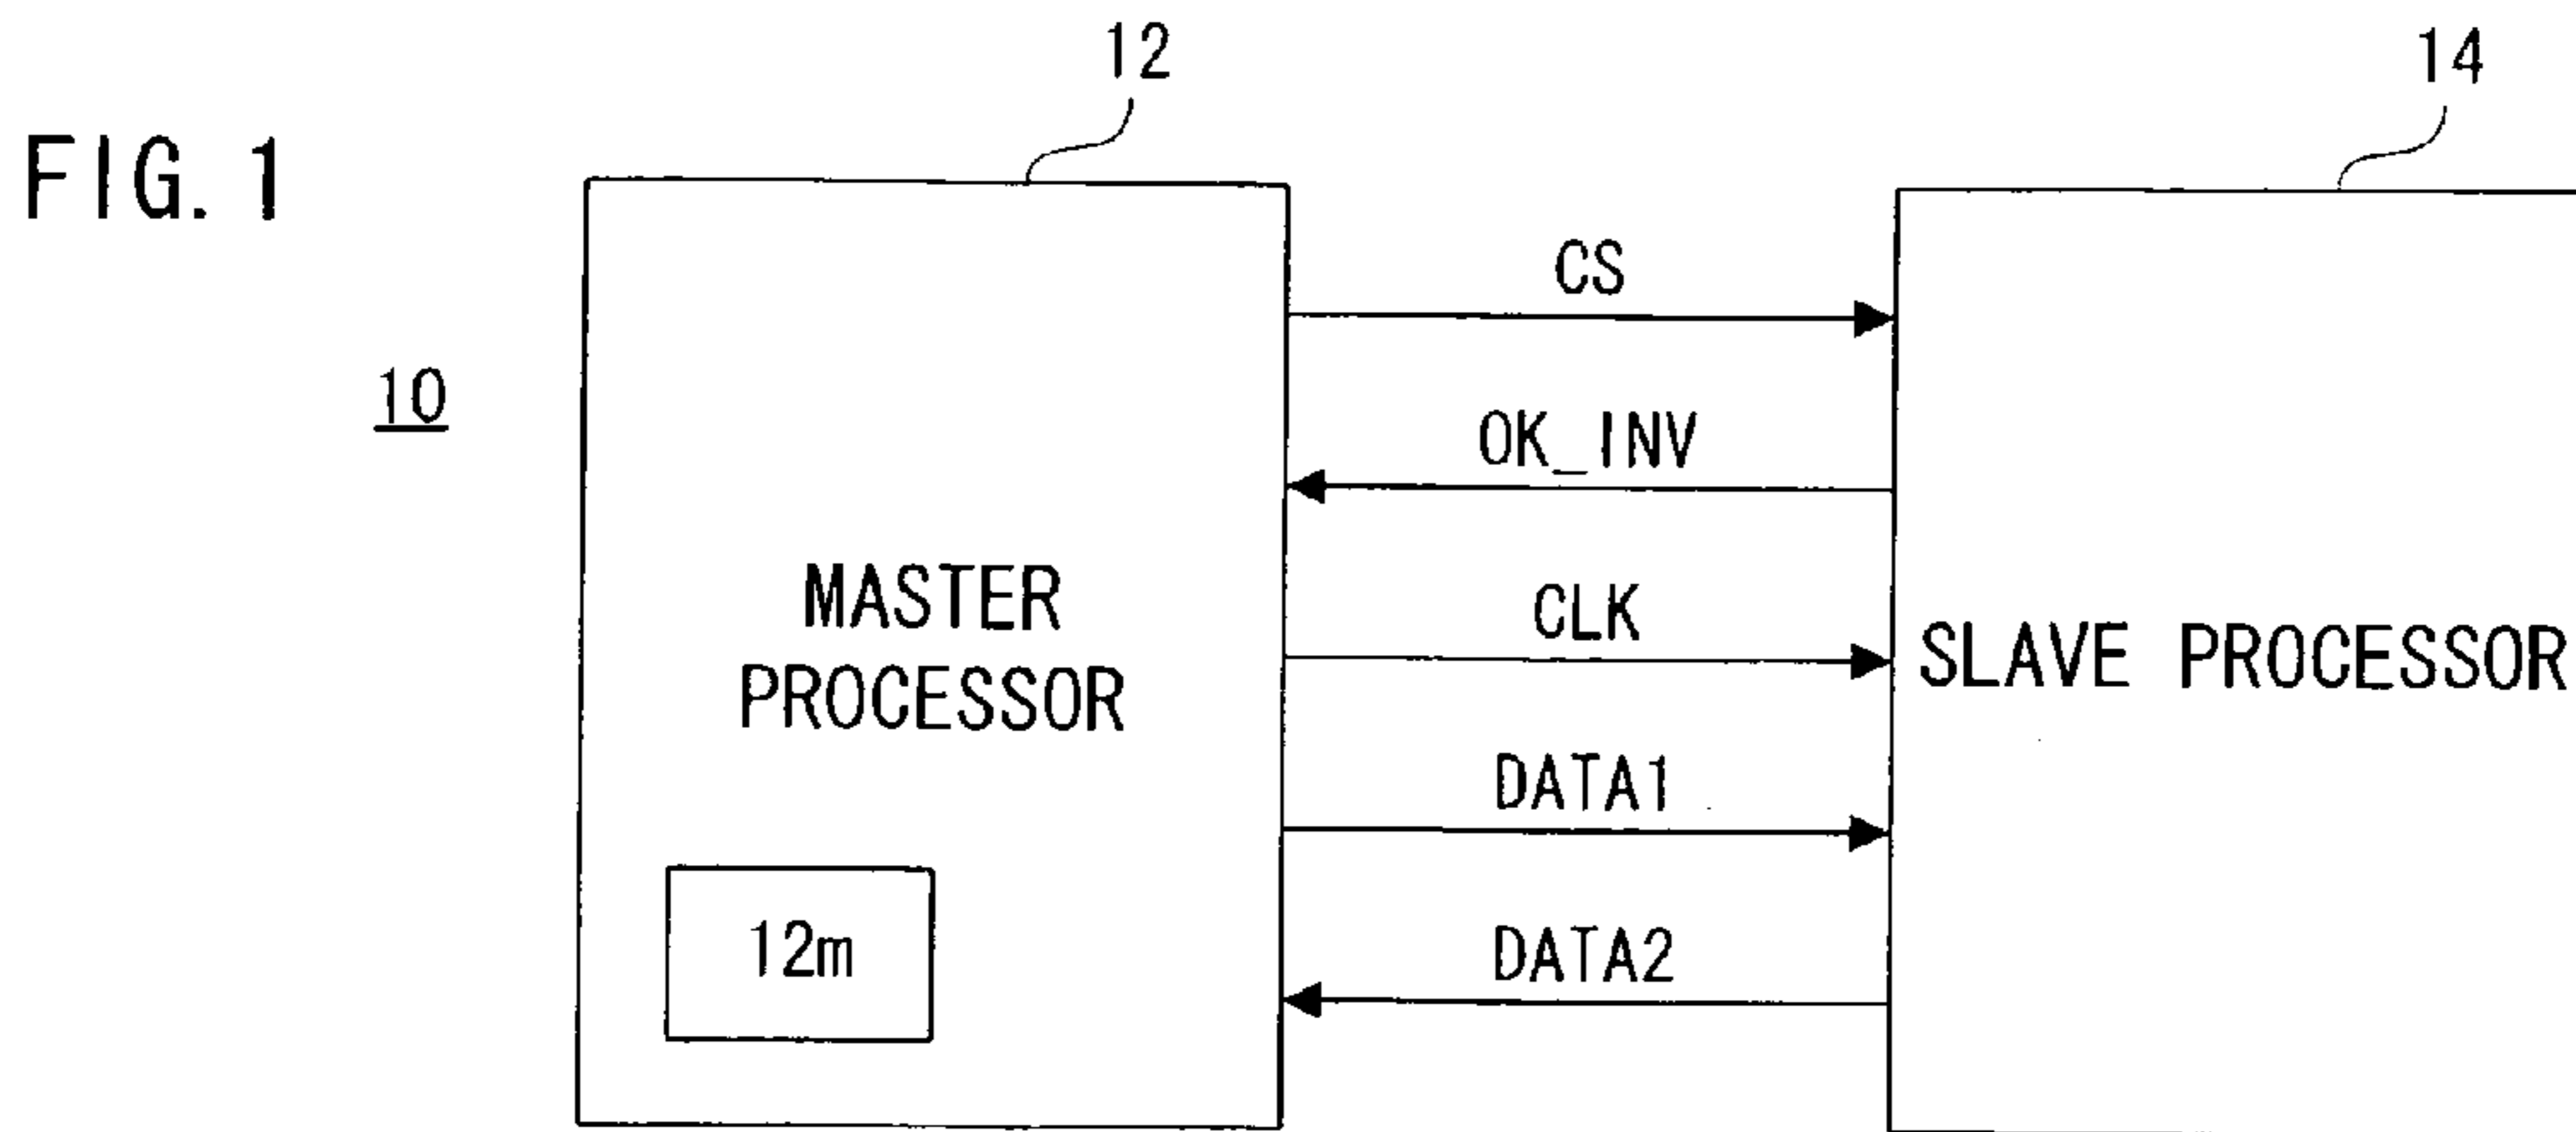 FIG. 1
10
12
14
CS
OK_INV
CLK
DATA1
DATA2
MASTER
PROCESSOR
12m
SLAVE PROCESSOR